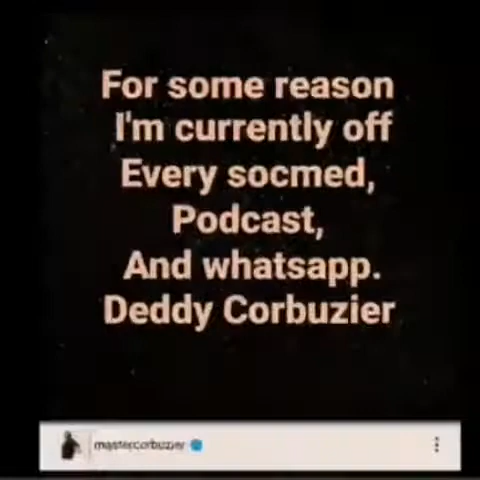 For some reason
I'm currently off
Every socmed,
Podcast,
And whatsapp.
Deddy Corbuzier
mastercorbuzier